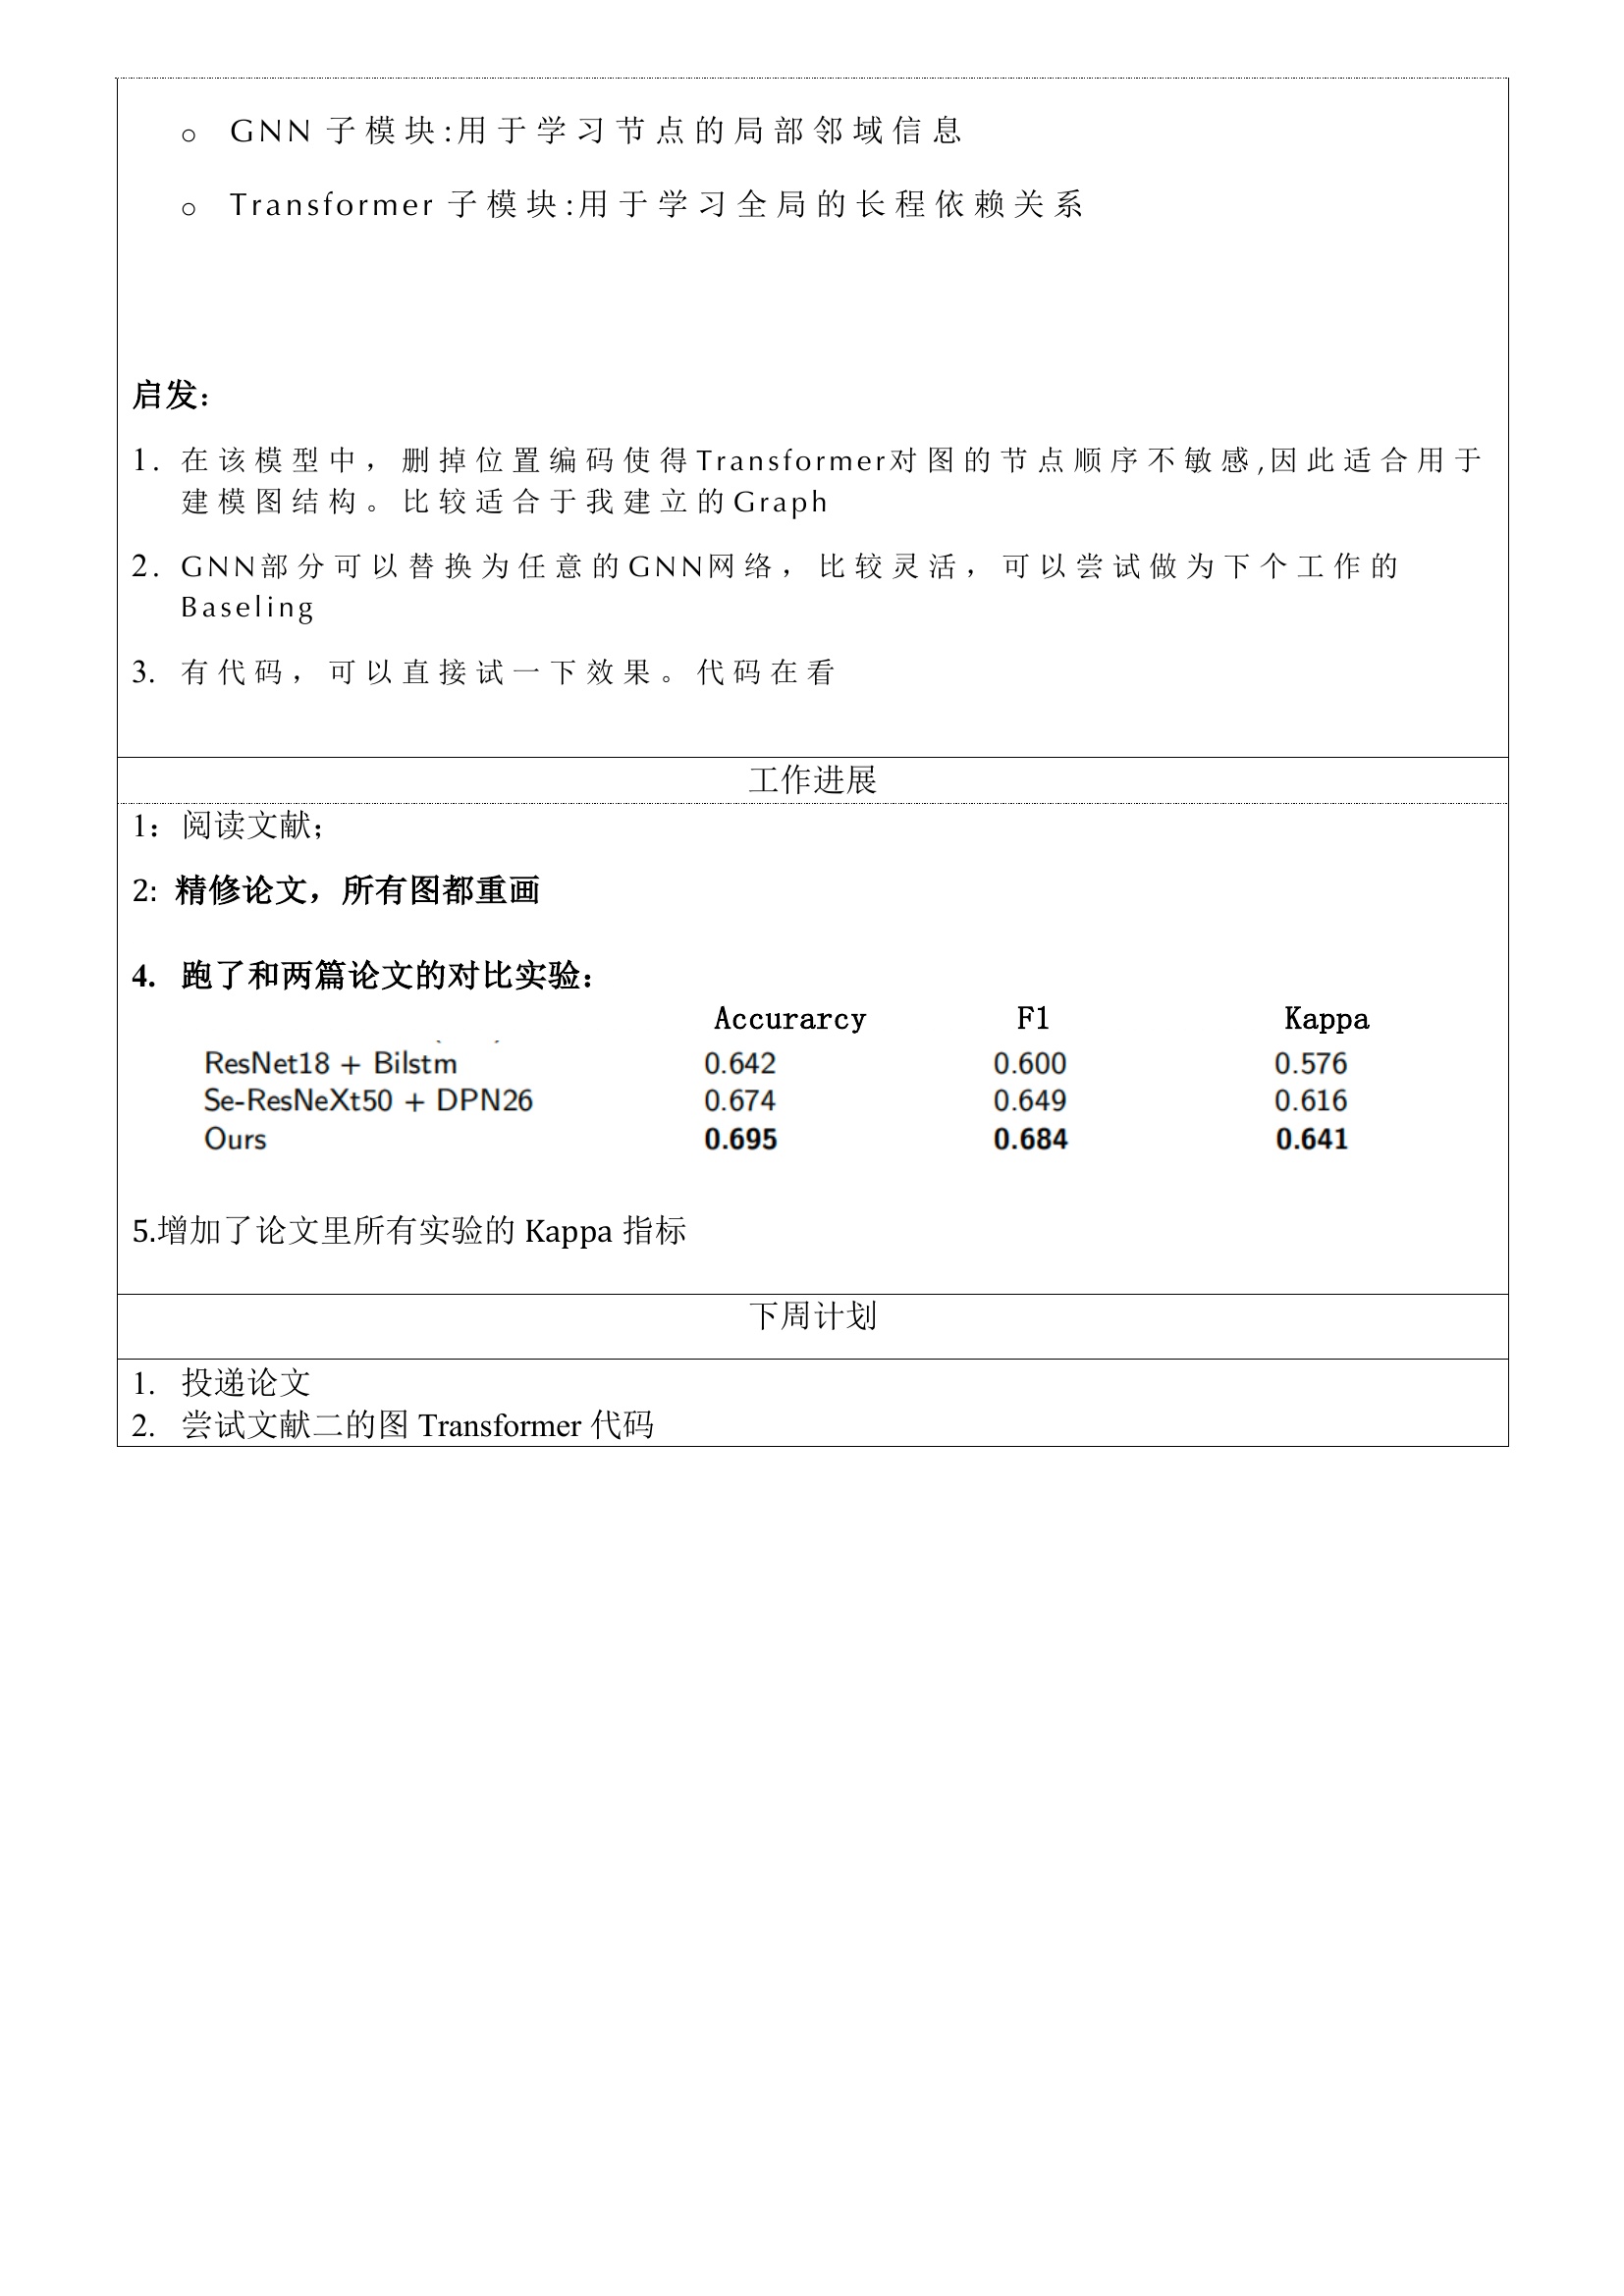 ○ GNN 子模块:用于学习节点的局部邻域信息
○ Transformer 子模块:用于学习全局的长程依赖关系
启发：
1. 在该模型中，删掉位置编码使得Transformer对图的节点顺序不敏感,因此适合用于
建模图结构。比较适合于我建立的Graph
2. GNN部分可以替换为任意的GNN网络，比较灵活，可以尝试做为下个工作的
Baseling
3. 有代码，可以直接试一下效果。代码在看
工作进展
1：阅读文献；
2：精修论文，所有图都重画
4. 跑了和两篇论文的对比实验：
Accurarcy F1 Kappa
ResNet18 + Bilstm 0.642 0.600 0.576
Se-ResNeXt50 + DPN26 0.674 0.649 0.616
Ours 0.695 0.684 0.641
5.增加了论文里所有实验的 Kappa 指标
下周计划
1. 投递论文
2. 尝试文献二的图 Transformer 代码